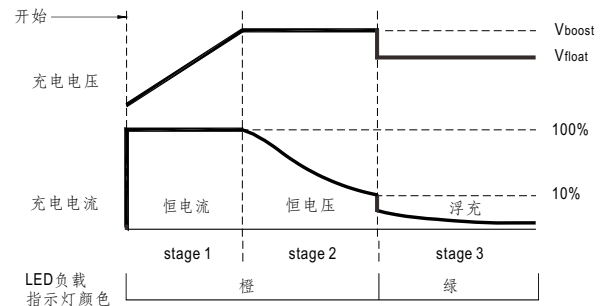 开始
Vboost
Vfloat
充电电压
100%
10%
充电电流
恒电流
恒电压
浮充
stage 1
stage 2
stage 3
LED负载
指示灯颜色
橙
绿